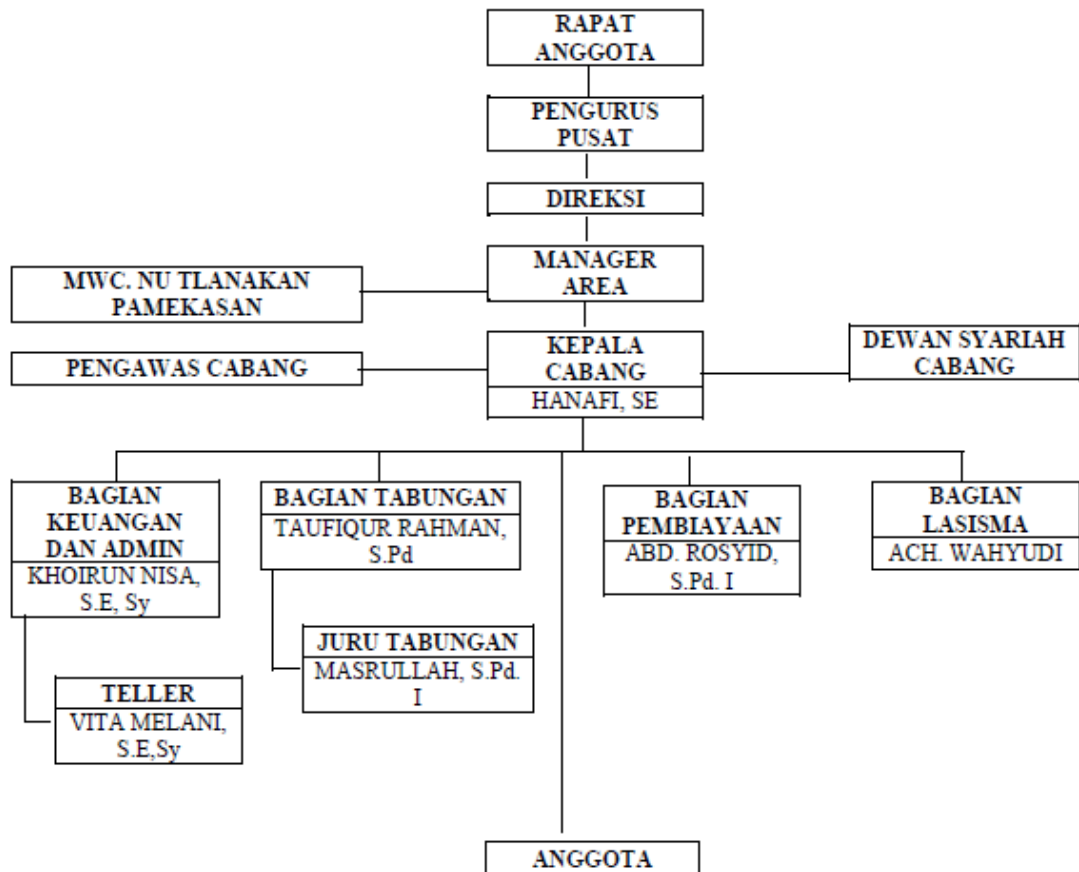 RAPAT
ANGGOTA
PENGURUS
PUSAT
DIREKSI
MANAGER
AREA
MWC. NU TLANAKAN
PAMEKASAN
KEPALA
CABANG
HANAFI, SE
PENGAWAS CABANG
DEWAN SYARIAH
CABANG
BAGIAN
KEUANGAN
DAN ADMIN
KHOIRUN NISA,
S.E, Sy
BAGIAN TABUNGAN
TAUFIQUR RAHMAN,
S.Pd
BAGIAN
PEMBIAYAAN
ABD. ROSYID,
S.Pd. I
BAGIAN
LASISMA
ACH. WAHYUDI
JURU TABUNGAN
MASRULLAH, S.Pd.
I
TELLER
VITA MELANI,
S.E,Sy
ANGGOTA